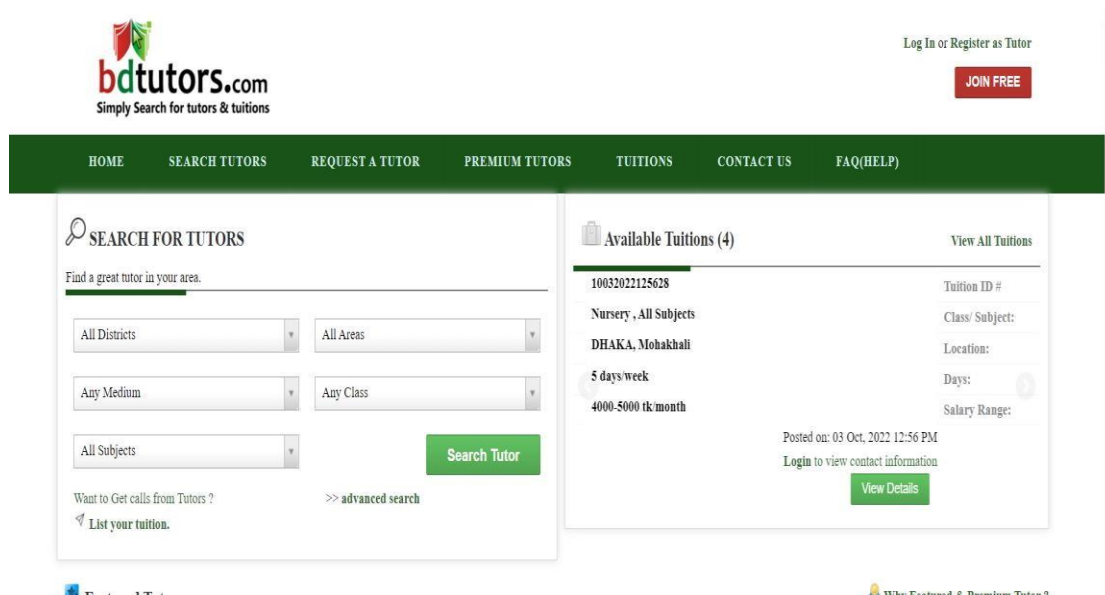 bdtutors.com
Simply Search for tutors & tuitions
Log In or Register as Tutor
JOIN FREE
HOME SEARCH TUTORS REQUEST A TUTOR PREMIUM TUTORS TUITIONS CONTACT US FAQ(HELP)
SEARCH FOR TUTORS
Find a great tutor in your area.
All Districts All Areas
Any Medium Any Class
All Subjects Search Tutor
Want to Get calls from Tutors ? >> advanced search
List your tuition.
Available Tuitions (4) View All Tuitions
10032022125628 Tuition ID #
Nursery , All Subjects Class/ Subject:
DHAKA, Mohakhali Location:
5 days/week Days:
4000-5000 tk/month Salary Range:
Posted on: 03 Oct, 2022 12:56 PM
Login to view contact information
View Details
Why Featured & Premium Tutor ?